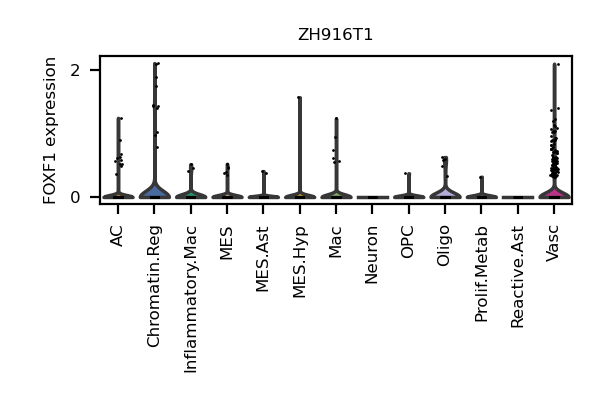 ZH916T1
FOXF1 expression
2
0
AC
Chromatin.Reg
Inflammatory.Mac
MES
MES.Ast
MES.Hyp
Mac
Neuron
OPC
Oligo
Prolif.Metab
Reactive.Ast
Vasc